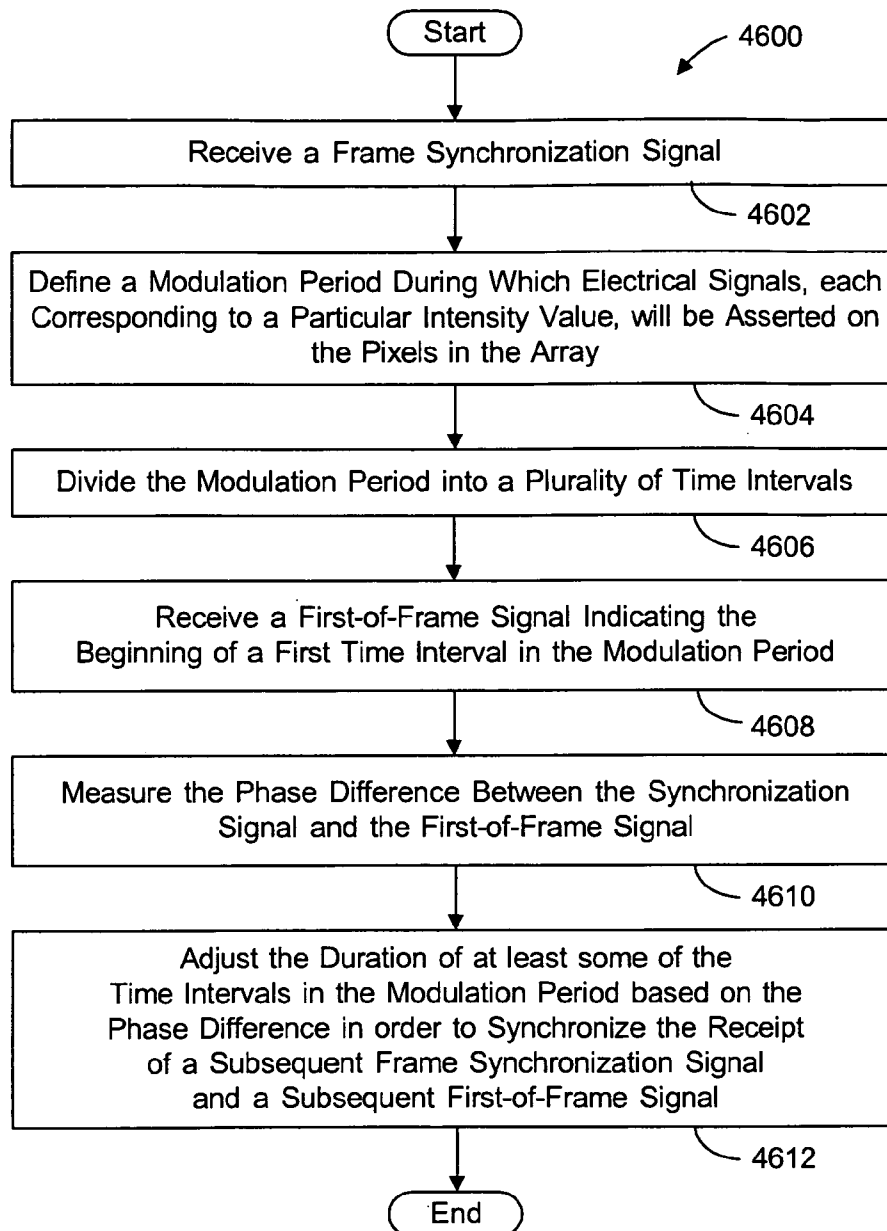 Start
4600
Receive a Frame Synchronization Signal
4602
Define a Modulation Period During Which Electrical Signals, each
Corresponding to a Particular Intensity Value, will be Asserted on
the Pixels in the Array
4604
Divide the Modulation Period into a Plurality of Time Intervals
4606
Receive a First-of-Frame Signal Indicating the
Beginning of a First Time Interval in the Modulation Period
4608
Measure the Phase Difference Between the Synchronization
Signal and the First-of-Frame Signal
4610
Adjust the Duration of at least some of the
Time Intervals in the Modulation Period based on the
Phase Difference in order to Synchronize the Receipt
of a Subsequent Frame Synchronization Signal
and a Subsequent First-of-Frame Signal
4612
End